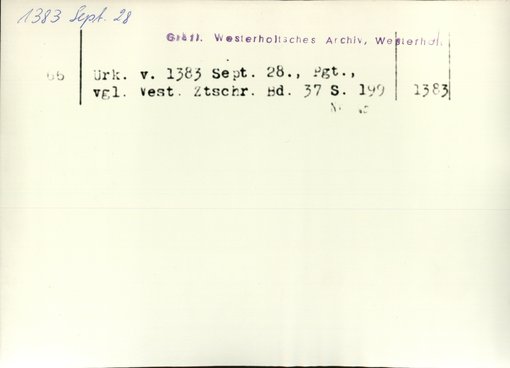 1383 Sept. 28
Gräfl. Westerholtsches Archiv, Westerholt.
66 Urk. v. 1383 Sept. 28., Pgt.,
vgl. West. Ztschr. Bd. 37 S. 199 1383